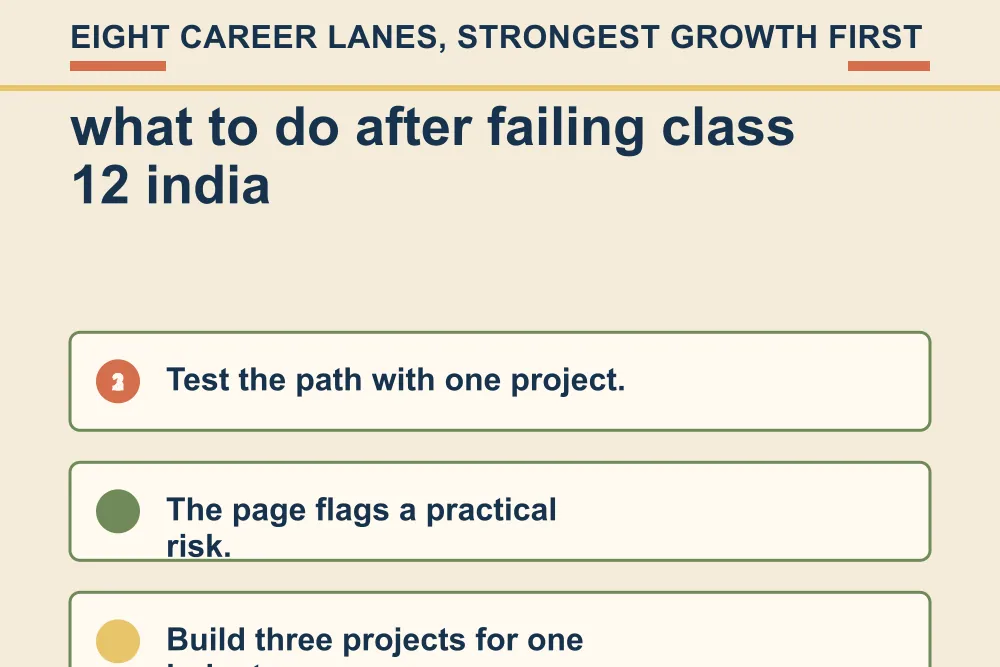 EIGHT CAREER LANES, STRONGEST GROWTH FIRST
what to do after failing class
12 india
Test the path with one project.
The page flags a practical
risk.
Build three projects for one